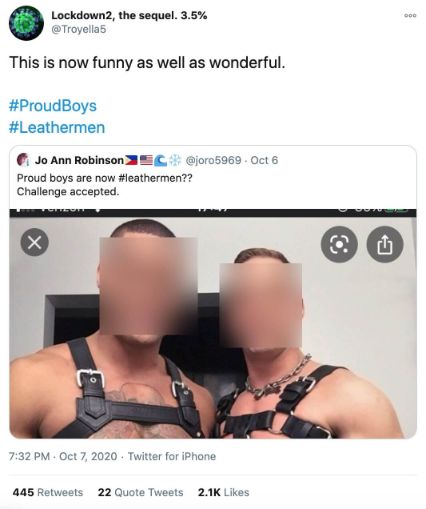 Lockdown2, the sequel. 3.5%
@Troyella5
This is now funny as well as wonderful.
#ProudBoys
#Leathermen
Jo Ann Robinson🇵🇭🇺🇸🌊❄️ @joro5969 · Oct 6
Proud boys are now #leathermen??
Challenge accepted.
7:32 PM · Oct 7, 2020 · Twitter for iPhone
445 Retweets 22 Quote Tweets 2.1K Likes